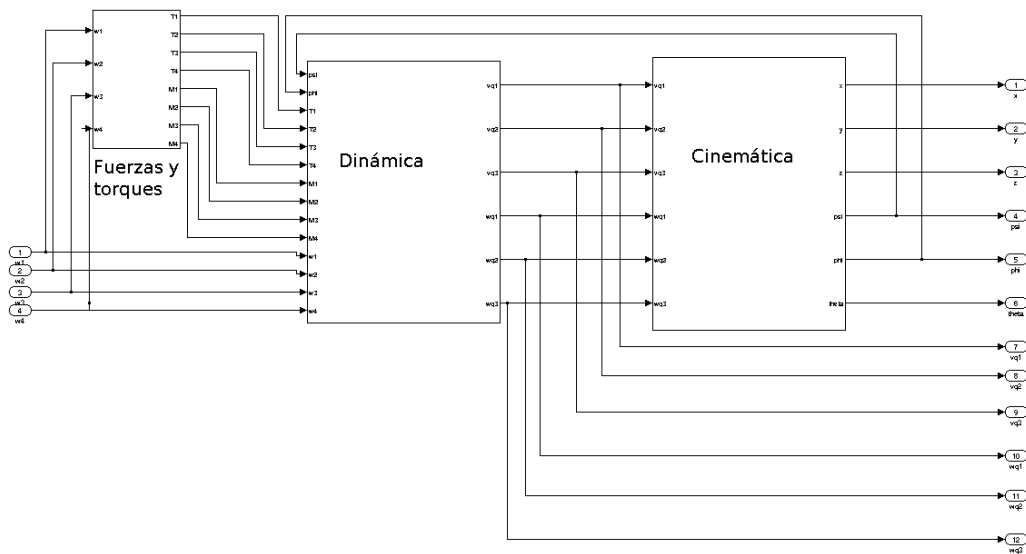 w1
w2
w3
w4
T1
T2
T3
T4
M1
M2
M3
M4
Fuerzas y
torques
1
w1
2
w2
3
w3
4
w4
psi
phi
T1
T2
T3
T4
M1
M2
M3
M4
w1
w2
w3
w4
Dinámica
vq1
vq2
vq3
wq1
wq2
wq3
vq1
vq2
vq3
wq1
wq2
wq3
Cinemática
x
y
z
psi
phi
theta
1
x
2
y
3
z
4
psi
5
phi
6
theta
7
vq1
8
vq2
9
vq3
10
wq1
11
wq2
12
wq3